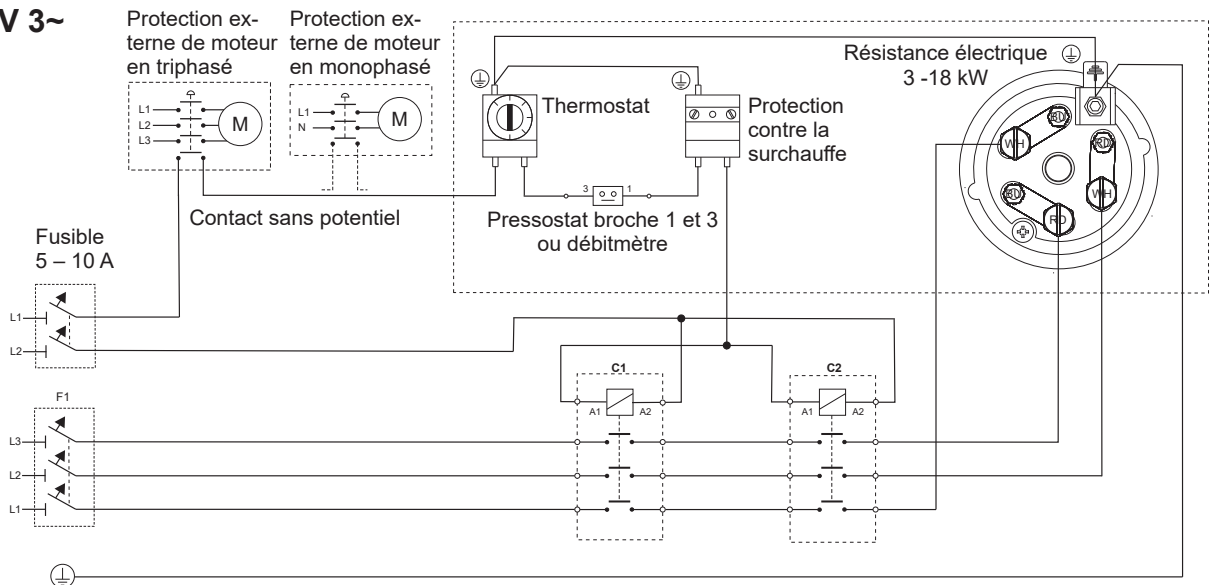 V 3~
Protection ex-
terne de moteur
en triphasé
Protection ex-
terne de moteur
en monophasé
L1
L2
L3
M
L1
N
M
Thermostat
Protection
contre la
surchauffe
Résistance électrique
3 -18 kW
BD
WH
RD
BD
WH
RD
3
1
Contact sans potentiel
Pressostat broche 1 et 3
ou débitmètre
Fusible
5 – 10 A
L1
L2
C1
C2
A1
A2
A1
A2
F1
L3
L2
L1